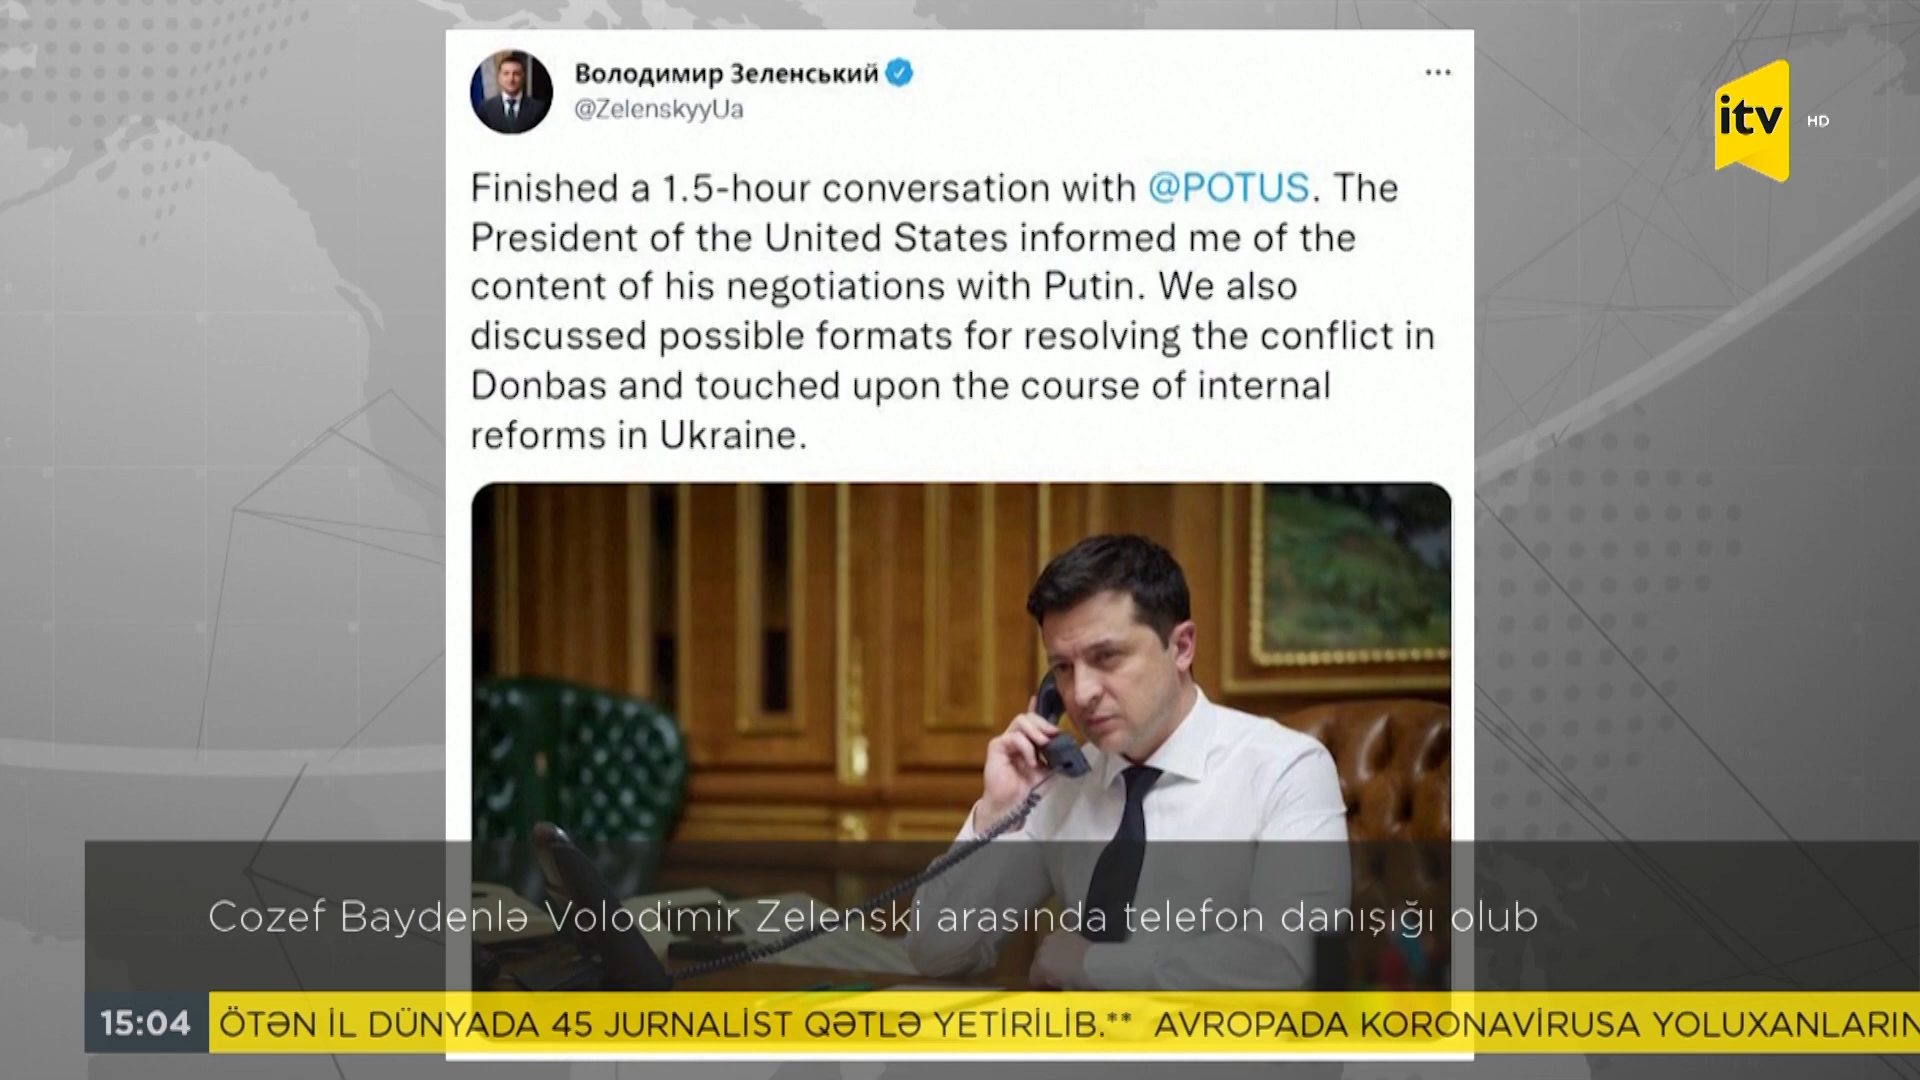 Володимир Зеленський
@ZelenskyyUa
itv HD
Finished a 1.5-hour conversation with @POTUS. The
President of the United States informed me of the
content of his negotiations with Putin. We also
discussed possible formats for resolving the conflict in
Donbas and touched upon the course of internal
reforms in Ukraine.
Cozef Baydenlə Volodimir Zelenski arasında telefon danışığı olub
15:04 ÖTƏN İL DÜNYADA 45 JURNALİST QƏTLƏ YETİRİLİB.** AVROPADA KORONAVİRUSA YOLUXANLARIN